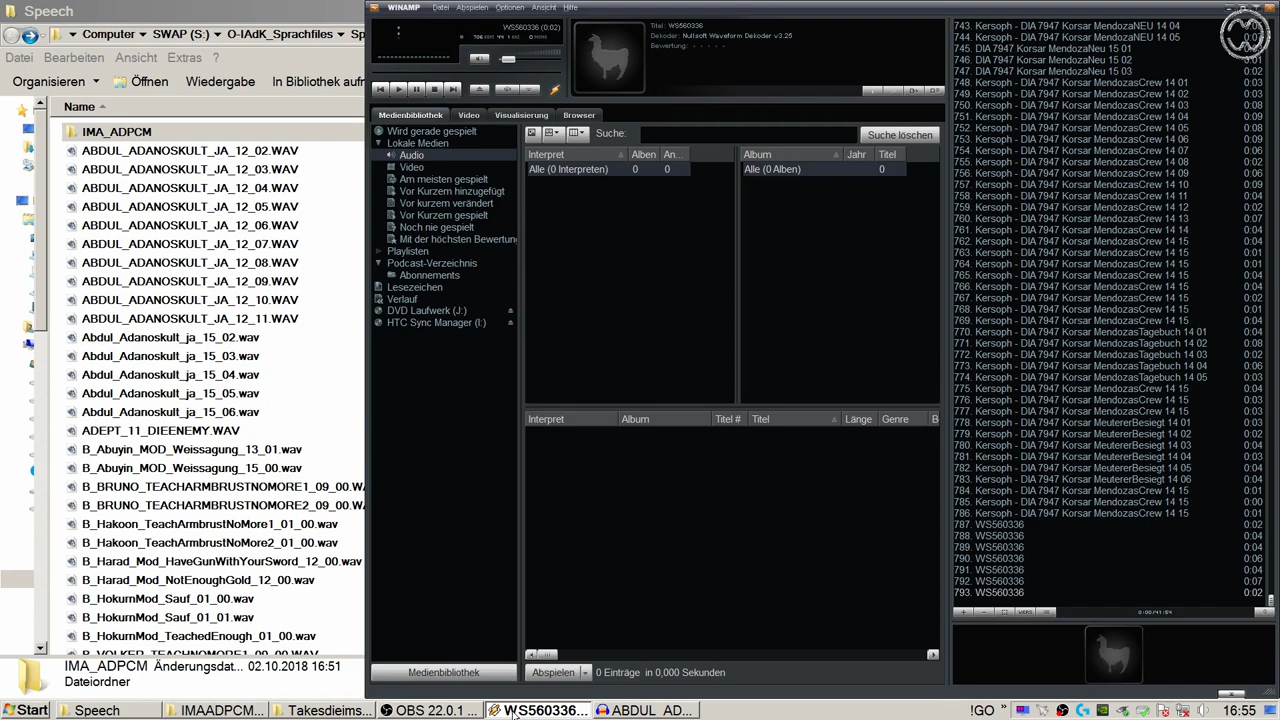 Speech
Computer ▸ SWAP (S:) ▸ O-IAdK_Sprachfiles ▸ Sp
Datei Bearbeiten Ansicht Extras ?
Organisieren Öffnen Wiedergabe In Bibliothek aufn
Name
IMA_ADPCM
ABDUL_ADANOSKULT_JA_12_02.WAV
ABDUL_ADANOSKULT_JA_12_03.WAV
ABDUL_ADANOSKULT_JA_12_04.WAV
ABDUL_ADANOSKULT_JA_12_05.WAV
ABDUL_ADANOSKULT_JA_12_06.WAV
ABDUL_ADANOSKULT_JA_12_07.WAV
ABDUL_ADANOSKULT_JA_12_08.WAV
ABDUL_ADANOSKULT_JA_12_09.WAV
ABDUL_ADANOSKULT_JA_12_10.WAV
ABDUL_ADANOSKULT_JA_12_11.WAV
Abdul_Adanoskult_ja_15_02.wav
Abdul_Adanoskult_ja_15_03.wav
Abdul_Adanoskult_ja_15_04.wav
Abdul_Adanoskult_ja_15_05.wav
Abdul_Adanoskult_ja_15_06.wav
ADEPT_11_DIEENEMY.WAV
B_Abuyin_MOD_Weissagung_13_01.wav
B_Abuyin_MOD_Weissagung_15_00.wav
B_BRUNO_TEACHARMBRUSTNOMORE1_09_00.WAV
B_BRUNO_TEACHARMBRUSTNOMORE2_09_00.WAV
B_Hakoon_TeachArmbrustNoMore1_01_00.wav
B_Hakoon_TeachArmbrustNoMore2_01_00.wav
B_Harad_Mod_HaveGunWithYourSword_12_00.wav
B_Harad_Mod_NotEnoughGold_12_00.wav
B_HokurnMod_Sauf_01_00.wav
B_HokurnMod_Sauf_01_01.wav
B_HokurnMod_TeachedEnough_01_00.wav
IMA_ADPCM Änderungsdat... 02.10.2018 16:51
Dateiordner
WINAMP Datei Abspielen Optionen Ansicht Hilfe
WS560336 (0:02)
Titel: WS560336
Dekoder: Nullsoft Waveform Dekoder v3.25
Bewertung:
Medienbibliothek Video Visualisierung Browser
Wird gerade gespielt
Lokale Medien
Audio
Video
Am meisten gespielt
Vor Kurzem hinzugefügt
Vor kurzem verändert
Vor Kurzem gespielt
Noch nie gespielt
Mit der höchsten Bewertung
Playlisten
Podcast-Verzeichnis
Abonnements
Lesezeichen
Verlauf
DVD Laufwerk (J:)
HTC Sync Manager (I:)
Medienbibliothek
Suche: Suche löschen
Interpret Alben An...
Alle (0 Interpreten) 0 0
Album Jahr Titel
Alle (0 Alben) 0
Interpret Album Titel # Titel Länge Genre B
Abspielen 0 Einträge in 0,000 Sekunden
743. Kersoph - DIA 7947 Korsar MendozaNEU 14 04
744. Kersoph - DIA 7947 Korsar MendozaNEU 14 05
745. DIA 7947 Korsar MendozaNeu 15 01
746. DIA 7947 Korsar MendozaNeu 15 02
747. DIA 7947 Korsar MendozaNeu 15 03 0:02
748. Kersoph - DIA 7947 Korsar MendozasCrew 14 01 0:03
749. Kersoph - DIA 7947 Korsar MendozasCrew 14 02 0:04
750. Kersoph - DIA 7947 Korsar MendozasCrew 14 03 0:08
751. Kersoph - DIA 7947 Korsar MendozasCrew 14 04 0:04
752. Kersoph - DIA 7947 Korsar MendozasCrew 14 05 0:06
753. Kersoph - DIA 7947 Korsar MendozasCrew 14 06 0:04
754. Kersoph - DIA 7947 Korsar MendozasCrew 14 07 0:06
755. Kersoph - DIA 7947 Korsar MendozasCrew 14 08 0:02
756. Kersoph - DIA 7947 Korsar MendozasCrew 14 09 0:06
757. Kersoph - DIA 7947 Korsar MendozasCrew 14 10 0:09
758. Kersoph - DIA 7947 Korsar MendozasCrew 14 11 0:04
759. Kersoph - DIA 7947 Korsar MendozasCrew 14 12 0:03
760. Kersoph - DIA 7947 Korsar MendozasCrew 14 13 0:07
761. Kersoph - DIA 7947 Korsar MendozasCrew 14 14 0:04
762. Kersoph - DIA 7947 Korsar MendozasCrew 14 15 0:04
763. Kersoph - DIA 7947 Korsar MendozasCrew 14 15 0:01
764. Kersoph - DIA 7947 Korsar MendozasCrew 14 15 0:04
765. Kersoph - DIA 7947 Korsar MendozasCrew 14 15 0:04
766. Kersoph - DIA 7947 Korsar MendozasCrew 14 15 0:04
767. Kersoph - DIA 7947 Korsar MendozasCrew 14 15 0:02
768. Kersoph - DIA 7947 Korsar MendozasCrew 14 15 0:04
769. Kersoph - DIA 7947 Korsar MendozasCrew 14 15 0:04
770. Kersoph - DIA 7947 Korsar MendozasTagebuch 14 01 0:02
771. Kersoph - DIA 7947 Korsar MendozasTagebuch 14 02 0:08
772. Kersoph - DIA 7947 Korsar MendozasTagebuch 14 03 0:02
773. Kersoph - DIA 7947 Korsar MendozasTagebuch 14 04 0:06
774. Kersoph - DIA 7947 Korsar MendozasTagebuch 14 05 0:03
775. Kersoph - DIA 7947 Korsar MendozasCrew 14 15 0:04
776. Kersoph - DIA 7947 Korsar MendozasCrew 14 15 0:02
777. Kersoph - DIA 7947 Korsar MendozasCrew 14 15 0:04
778. Kersoph - DIA 7947 Korsar MeutererBesiegt 14 01 0:03
779. Kersoph - DIA 7947 Korsar MeutererBesiegt 14 02 0:02
780. Kersoph - DIA 7947 Korsar MeutererBesiegt 14 03 0:04
782. Kersoph - DIA 7947 Korsar MeutererBesiegt 14 05 0:04
783. Kersoph - DIA 7947 Korsar MeutererBesiegt 14 06 0:04
784. Kersoph - DIA 7947 Korsar MendozasCrew 14 15 0:01
785. Kersoph - DIA 7947 Korsar MendozasCrew 14 15 0:00
786. Kersoph - DIA 7947 Korsar MendozasCrew 14 15 0:03
787. WS560336 0:02
788. WS560336 0:04
789. WS560336 0:04
790. WS560336 0:06
791. WS560336 0:04
792. WS560336 0:07
793. WS560336 0:02
0:00/41:54
Start Speech IMAADPCM... Takesdieims... OBS 22.0.1 ... WS560336... ABDUL_AD... !GO 16:55